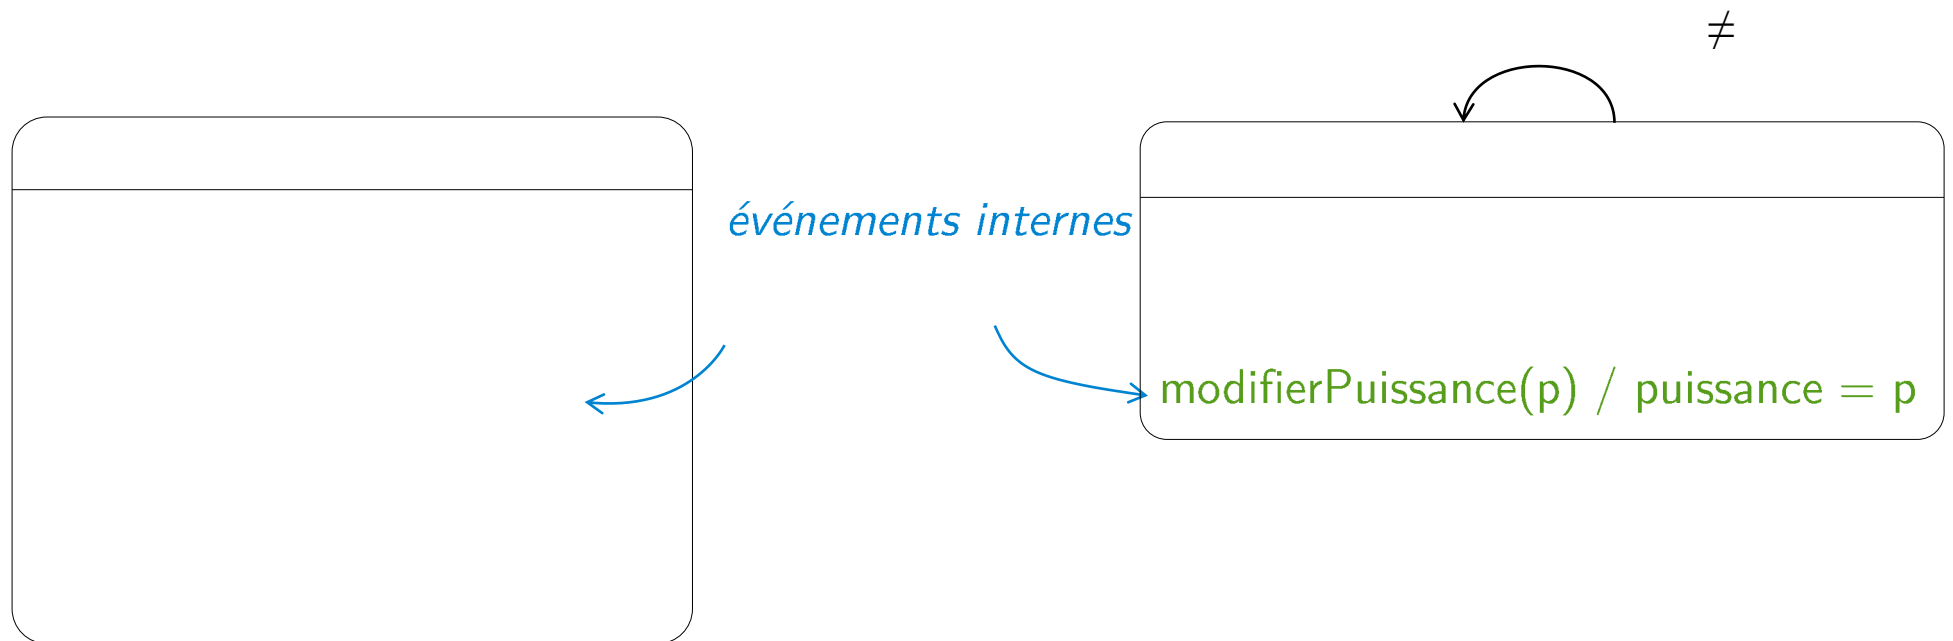 ≠
événements internes
modifierPuissance(p) / puissance = p